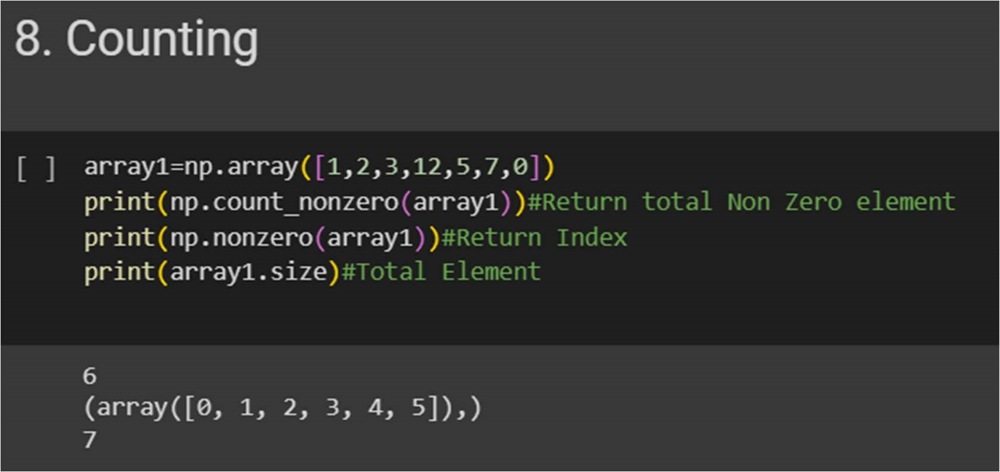 8. Counting
[ ] array1=np.array([1,2,3,12,5,7,0])
print(np.count_nonzero(array1))#Return total Non Zero element
print(np.nonzero(array1))#Return Index
print(array1.size)#Total Element
6
(array([0, 1, 2, 3, 4, 5]),)
7